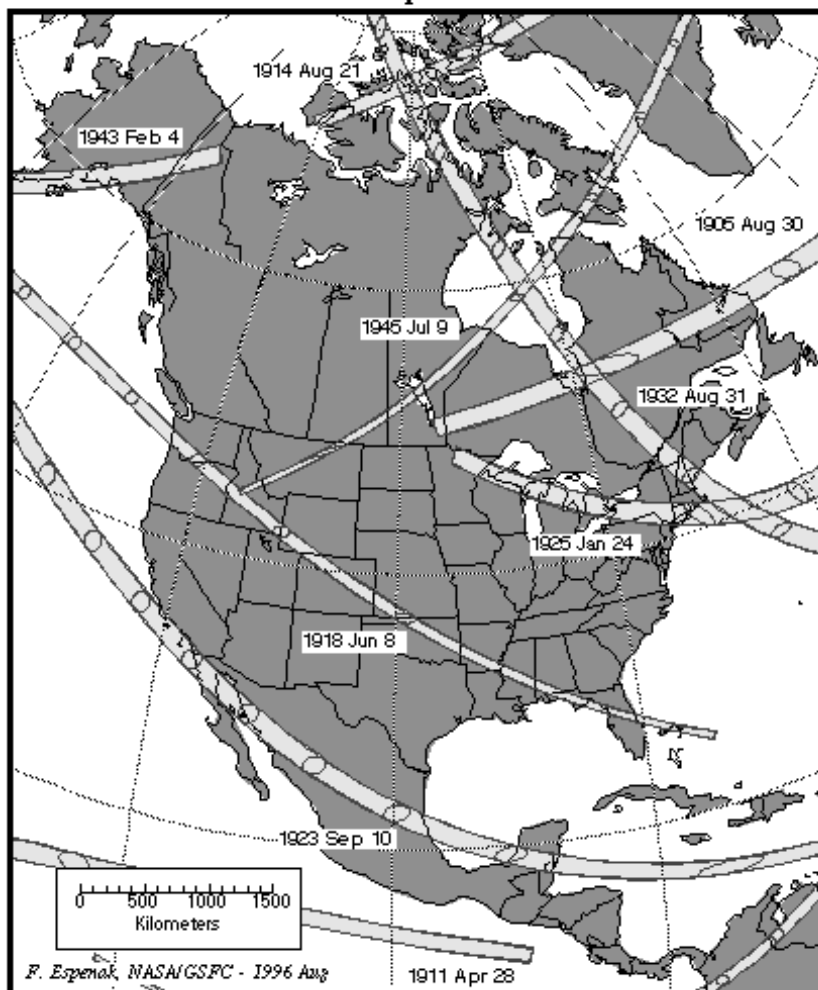 1914 Aug 21
1943 Feb 4
1905 Aug 30
1945 Jul 9
1932 Aug 31
1925 Jan 24
1918 Jun 8
1923 Sep 10
0 500 1000 1500
Kilometers
F. Espenak, NASA/GSFC - 1996 Aug
1911 Apr 28